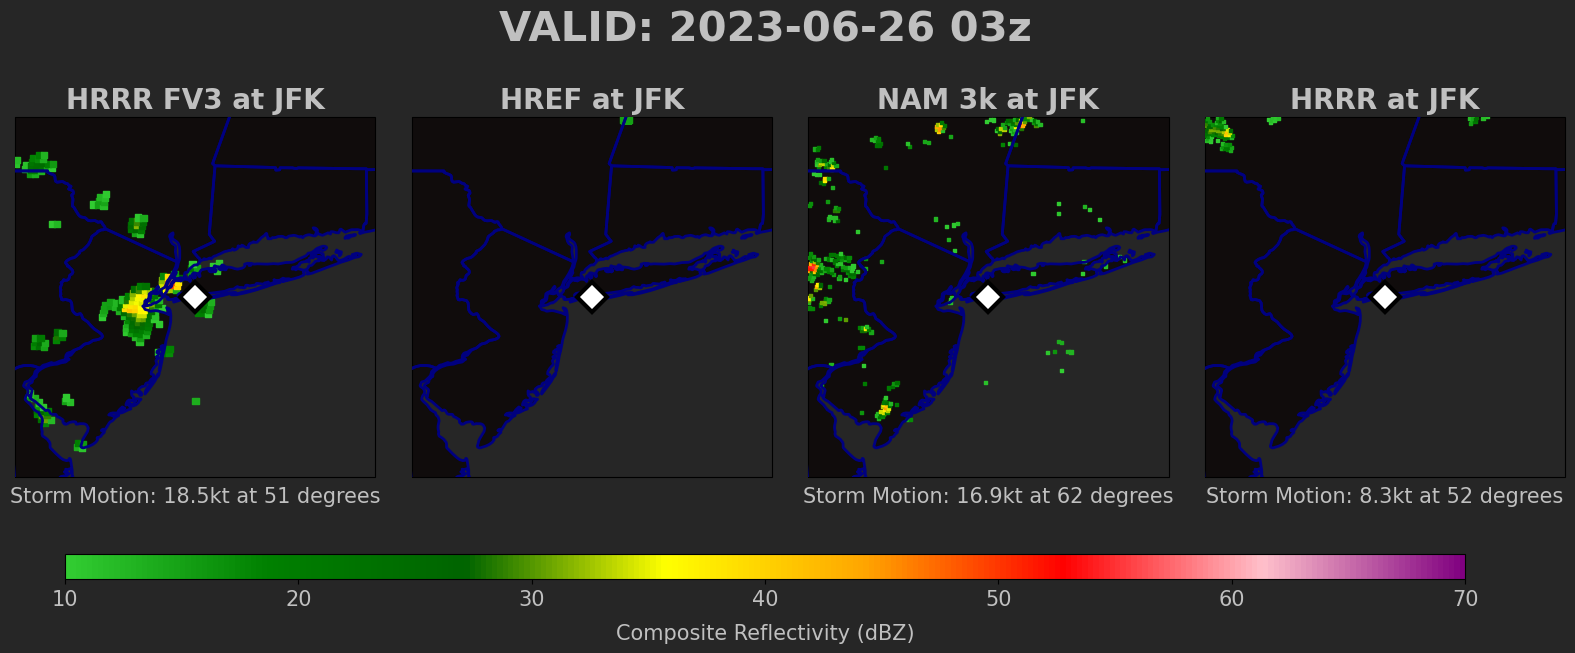 VALID: 2023-06-26 03z
HRRR FV3 at JFK
HREF at JFK
NAM 3k at JFK
HRRR at JFK
Storm Motion: 18.5kt at 51 degrees
Storm Motion: 16.9kt at 62 degrees
Storm Motion: 8.3kt at 52 degrees
10 20 30 40 50 60 70
Composite Reflectivity (dBZ)